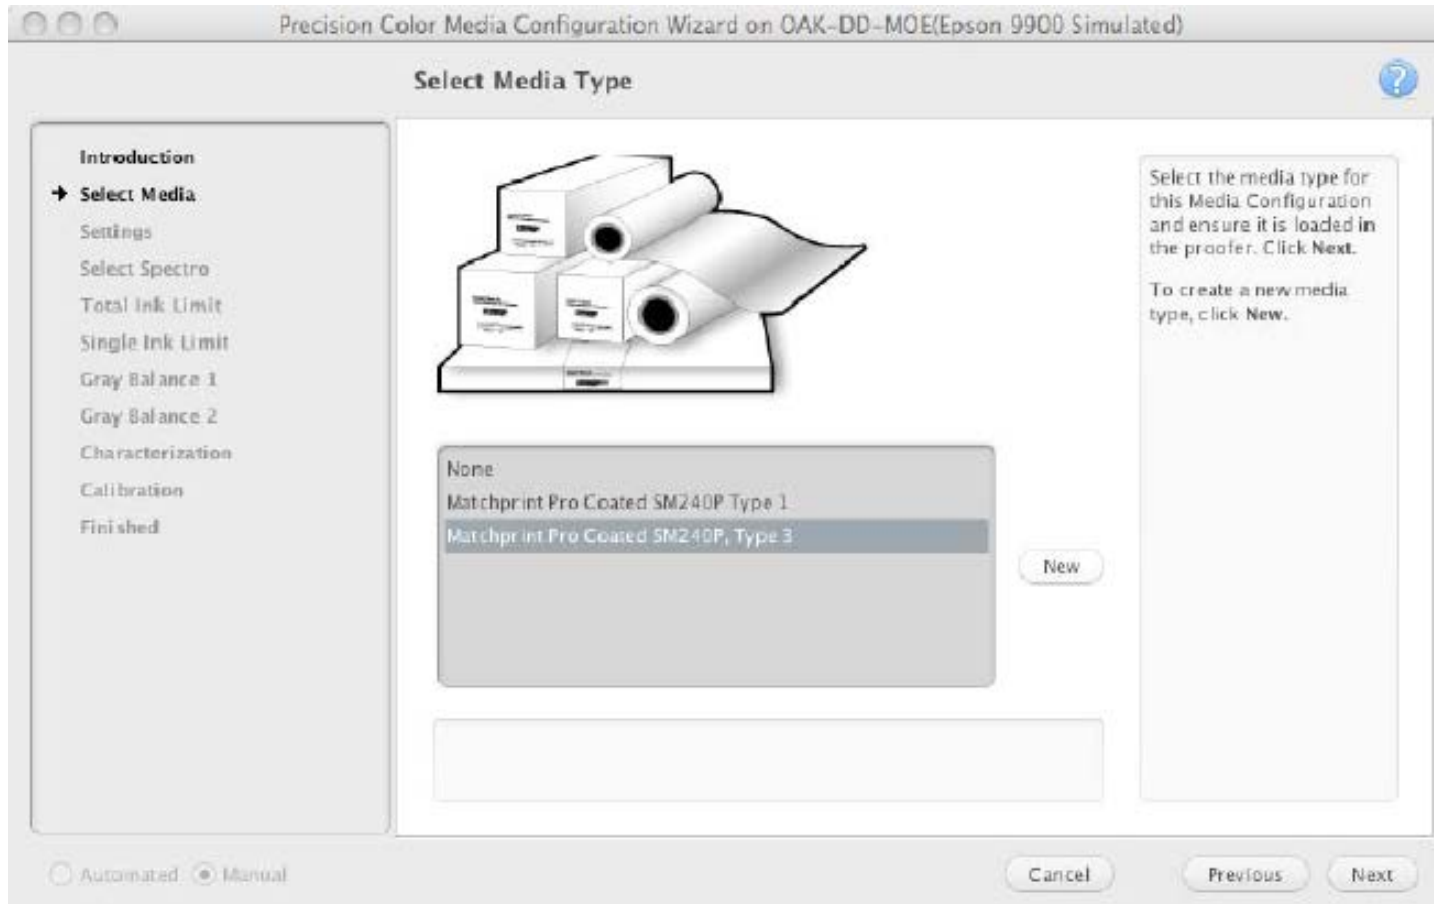 Precision Color Media Configuration Wizard on OAK-DD-MOE(Epson 9900 Simulated)
Select Media Type
?
Introduction
Select Media
Settings
Select Spectro
Total Ink Limit
Single Ink Limit
Gray Balance 1
Gray Balance 2
Characterization
Calibration
Finished
None
Matchprint Pro Coated SM240P Type 1
Matchprint Pro Coated SM240P, Type 3
New
Select the media type for
this Media Configuration
and ensure it is loaded in
the proofer. Click Next.
To create a new media
type, click New.
Automated
Manual
Cancel
Previous
Next